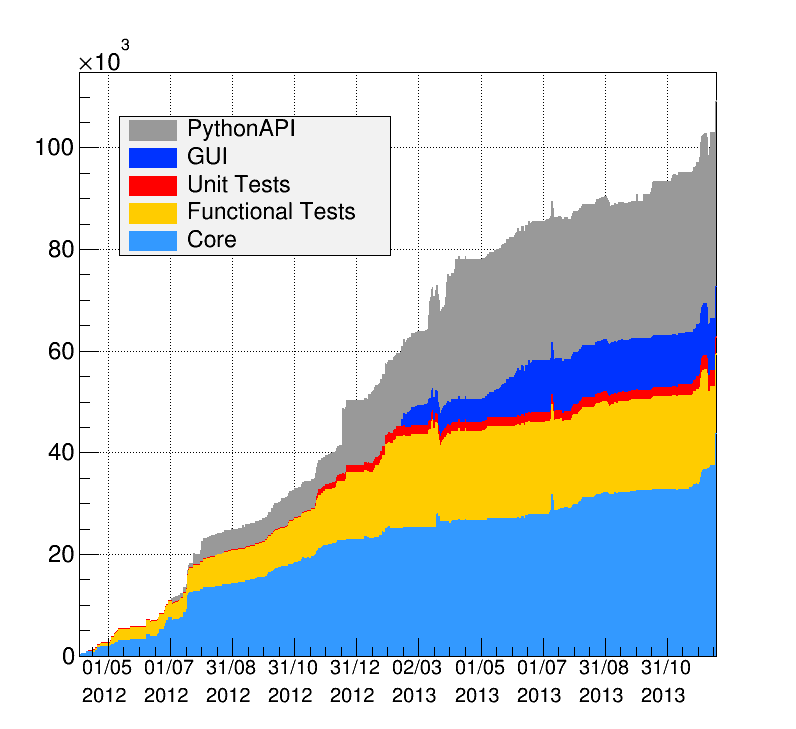 ×10³
100
80
60
40
20
0
PythonAPI
GUI
Unit Tests
Functional Tests
Core
01/05 01/07 31/08 31/10 31/12 02/03 01/05 01/07 31/08 31/10
2012 2012 2012 2012 2012 2013 2013 2013 2013 2013